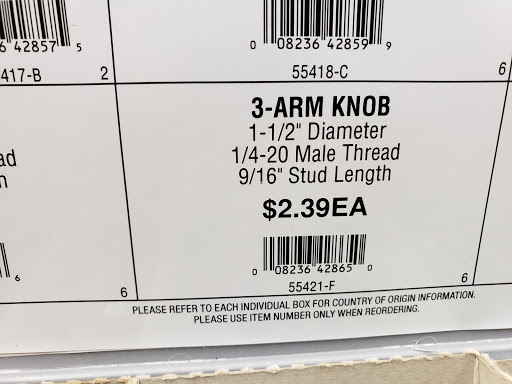 6 42857 5
417-B 2
0 08236 42859 9
55418-C 6
ad
n
6
6
3-ARM KNOB
1-1/2" Diameter
1/4-20 Male Thread
9/16" Stud Length
$2.39EA
0 08236 42865 0
55421-F 6
PLEASE REFER TO EACH INDIVIDUAL BOX FOR COUNTRY OF ORIGIN INFORMATION.
PLEASE USE ITEM NUMBER ONLY WHEN REORDERING.